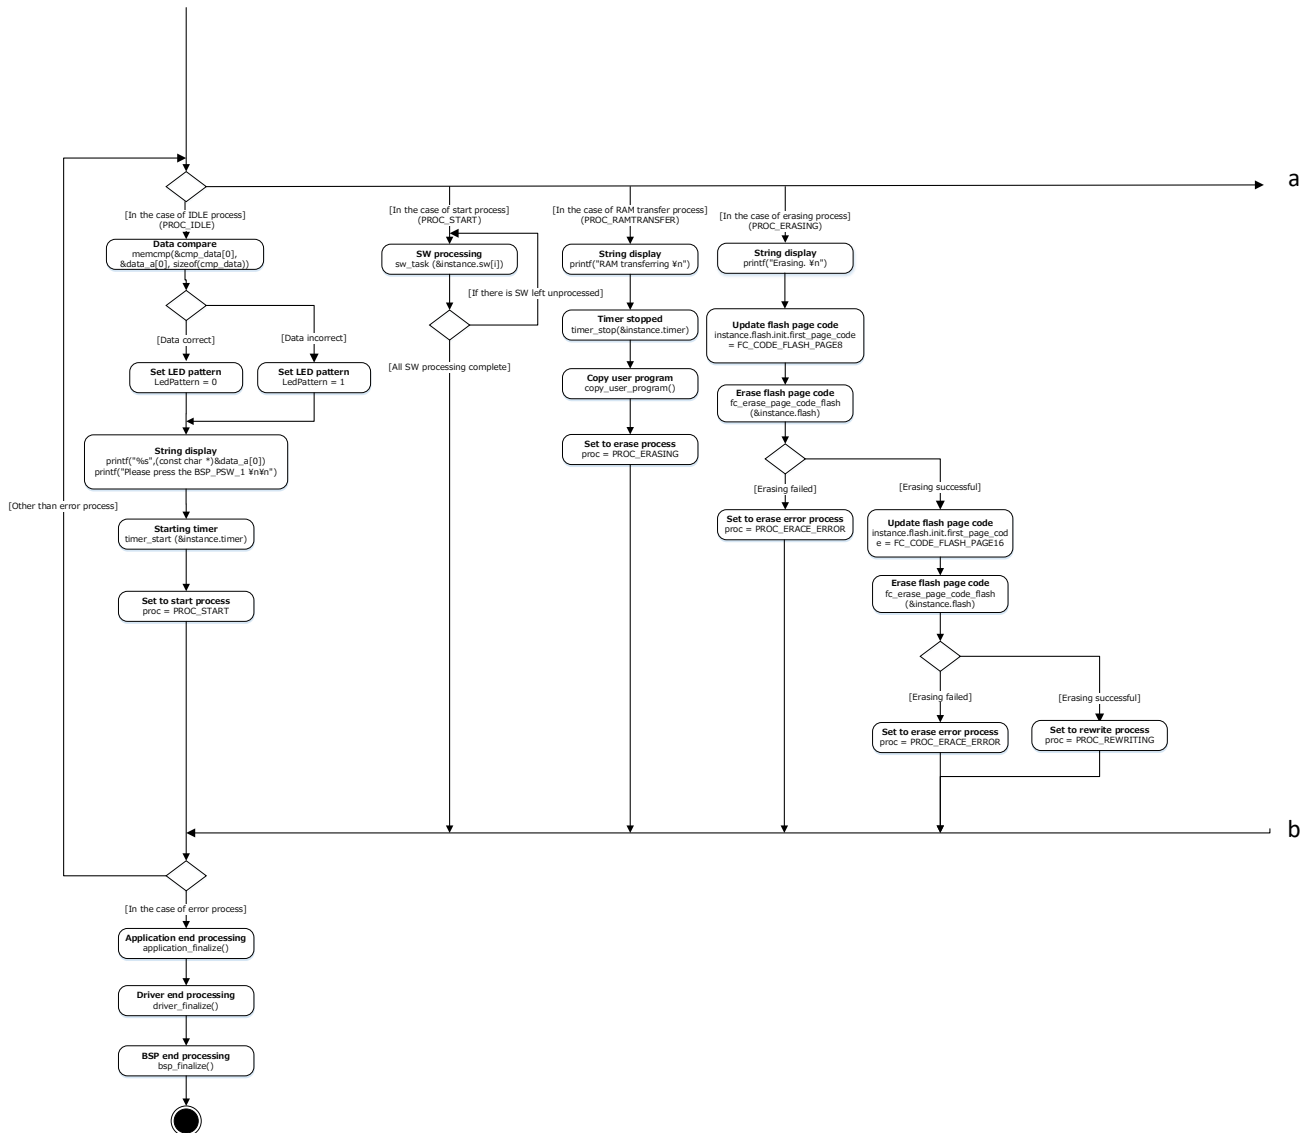 a
[In the case of IDLE process]
(PROC_IDLE)
Data compare
memcmp(&cmp_data[0],
&data_a[0], sizeof(cmp_data))
[Data correct]
[Data incorrect]
Set LED pattern
LedPattern = 0
Set LED pattern
LedPattern = 1
String display
printf("%s",(const char *)&data_a[0])
printf("Please press the BSP_PSW_1 ¥n¥n")
[Other than error process]
Starting timer
timer_start (&instance.timer)
Set to start process
proc = PROC_START
[In the case of start process]
(PROC_START)
SW processing
sw_task (&instance.sw[i])
[If there is SW left unprocessed]
[All SW processing complete]
[In the case of RAM transfer process]
(PROC_RAMTRANSFER)
String display
printf("RAM transferring ¥n")
Timer stopped
timer_stop(&instance.timer)
Copy user program
copy_user_program()
Set to erase process
proc = PROC_ERASING
[In the case of erasing process]
(PROC_ERASING)
String display
printf("Erasing. ¥n")
Update flash page code
instance.flash.init.first_page_code
= FC_CODE_FLASH_PAGE8
Erase flash page code
fc_erase_page_code_flash
(&instance.flash)
[Erasing failed]
[Erasing successful]
Set to erase error process
proc = PROC_ERACE_ERROR
Update flash page code
instance.flash.init.first_page_cod
e = FC_CODE_FLASH_PAGE16
Erase flash page code
fc_erase_page_code_flash
(&instance.flash)
[Erasing failed]
[Erasing successful]
Set to erase error process
proc = PROC_ERACE_ERROR
Set to rewrite process
proc = PROC_REWRITING
b
[In the case of error process]
Application end processing
application_finalize()
Driver end processing
driver_finalize()
BSP end processing
bsp_finalize()